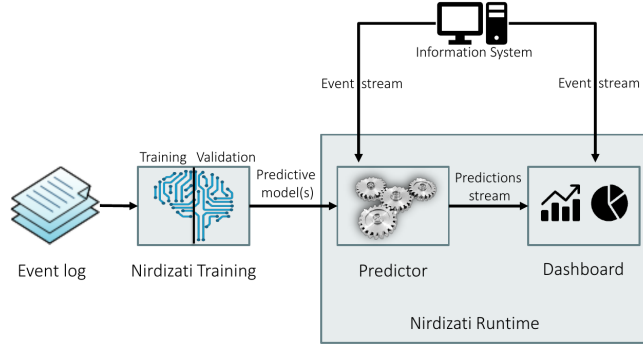 Information System
Event stream
Event stream
Training
Validation
Predictive
model(s)
Predictions
stream
Event log
Nirdizati Training
Predictor
Dashboard
Nirdizati Runtime